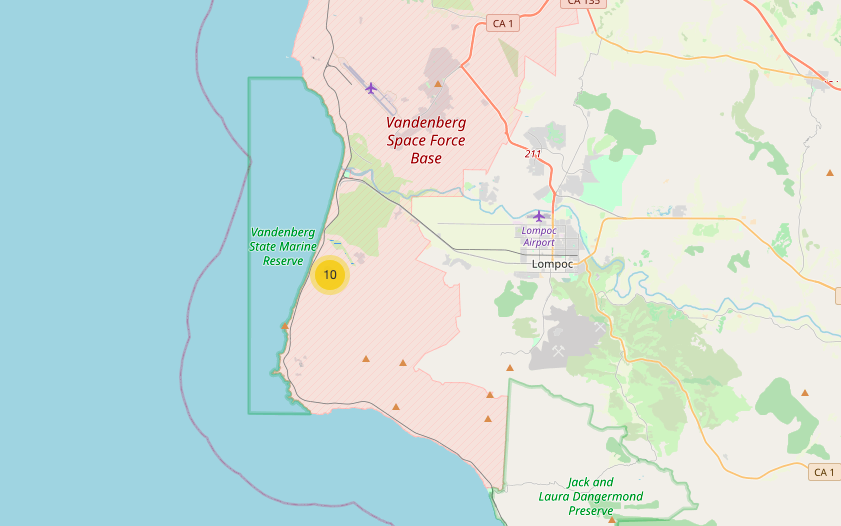 CA 135
CA 1
Vandenberg
Space Force
Base
211
Vandenberg
State Marine
Reserve
Lompoc
Airport
Lompoc
10
CA 1
Jack and
Laura Dangermond
Preserve